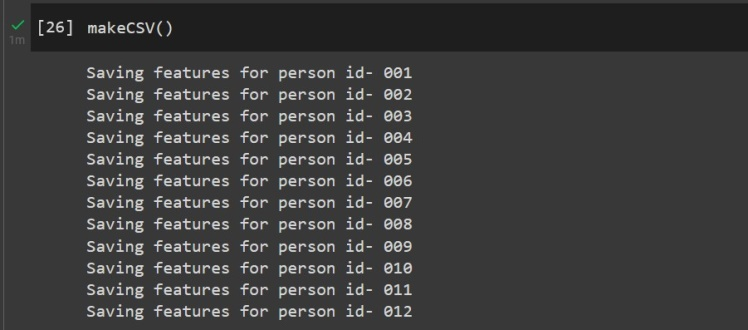 [26] makeCSV()
1m
Saving features for person id- 001
Saving features for person id- 002
Saving features for person id- 003
Saving features for person id- 004
Saving features for person id- 005
Saving features for person id- 006
Saving features for person id- 007
Saving features for person id- 008
Saving features for person id- 009
Saving features for person id- 010
Saving features for person id- 011
Saving features for person id- 012